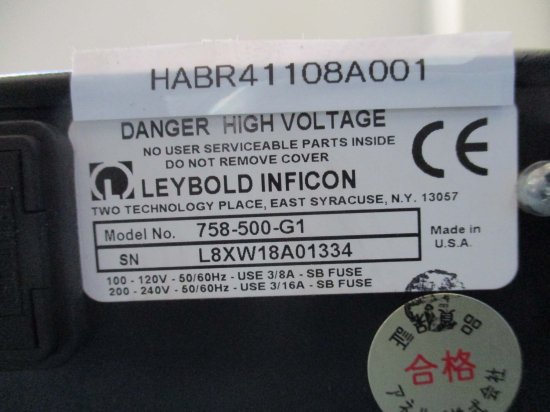 HABR41108A001
DANGER HIGH VOLTAGE
NO USER SERVICEABLE PARTS INSIDE
DO NOT REMOVE COVER
CE
LEYBOLD INFICON
TWO TECHNOLOGY PLACE, EAST SYRACUSE, N.Y. 13057
Model No. 758-500-G1
Made in
U.S.A.
SN L8XW18A01334
100 - 120V - 50/60Hz - USE 3/8A - SB FUSE
200 - 240V - 50/60Hz - USE 3/16A - SB FUSE
合格